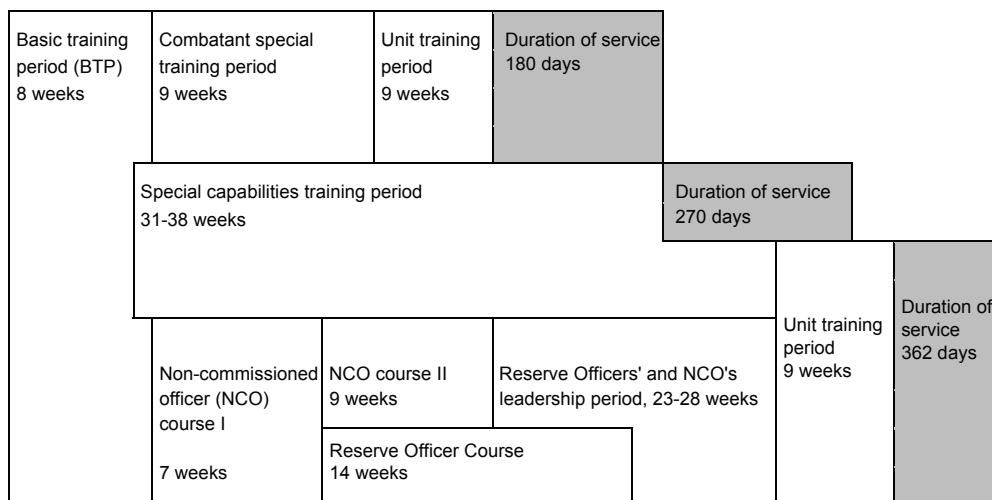 Basic training
period (BTP)
8 weeks
Combatant special
training period
9 weeks
Unit training
period
9 weeks
Duration of service
180 days
Special capabilities training period
31-38 weeks
Duration of service
270 days
Unit training
period
9 weeks
Duration of
service
362 days
Non-commissioned
officer (NCO)
course I
7 weeks
NCO course II
9 weeks
Reserve Officers' and NCO's
leadership period, 23-28 weeks
Reserve Officer Course
14 weeks